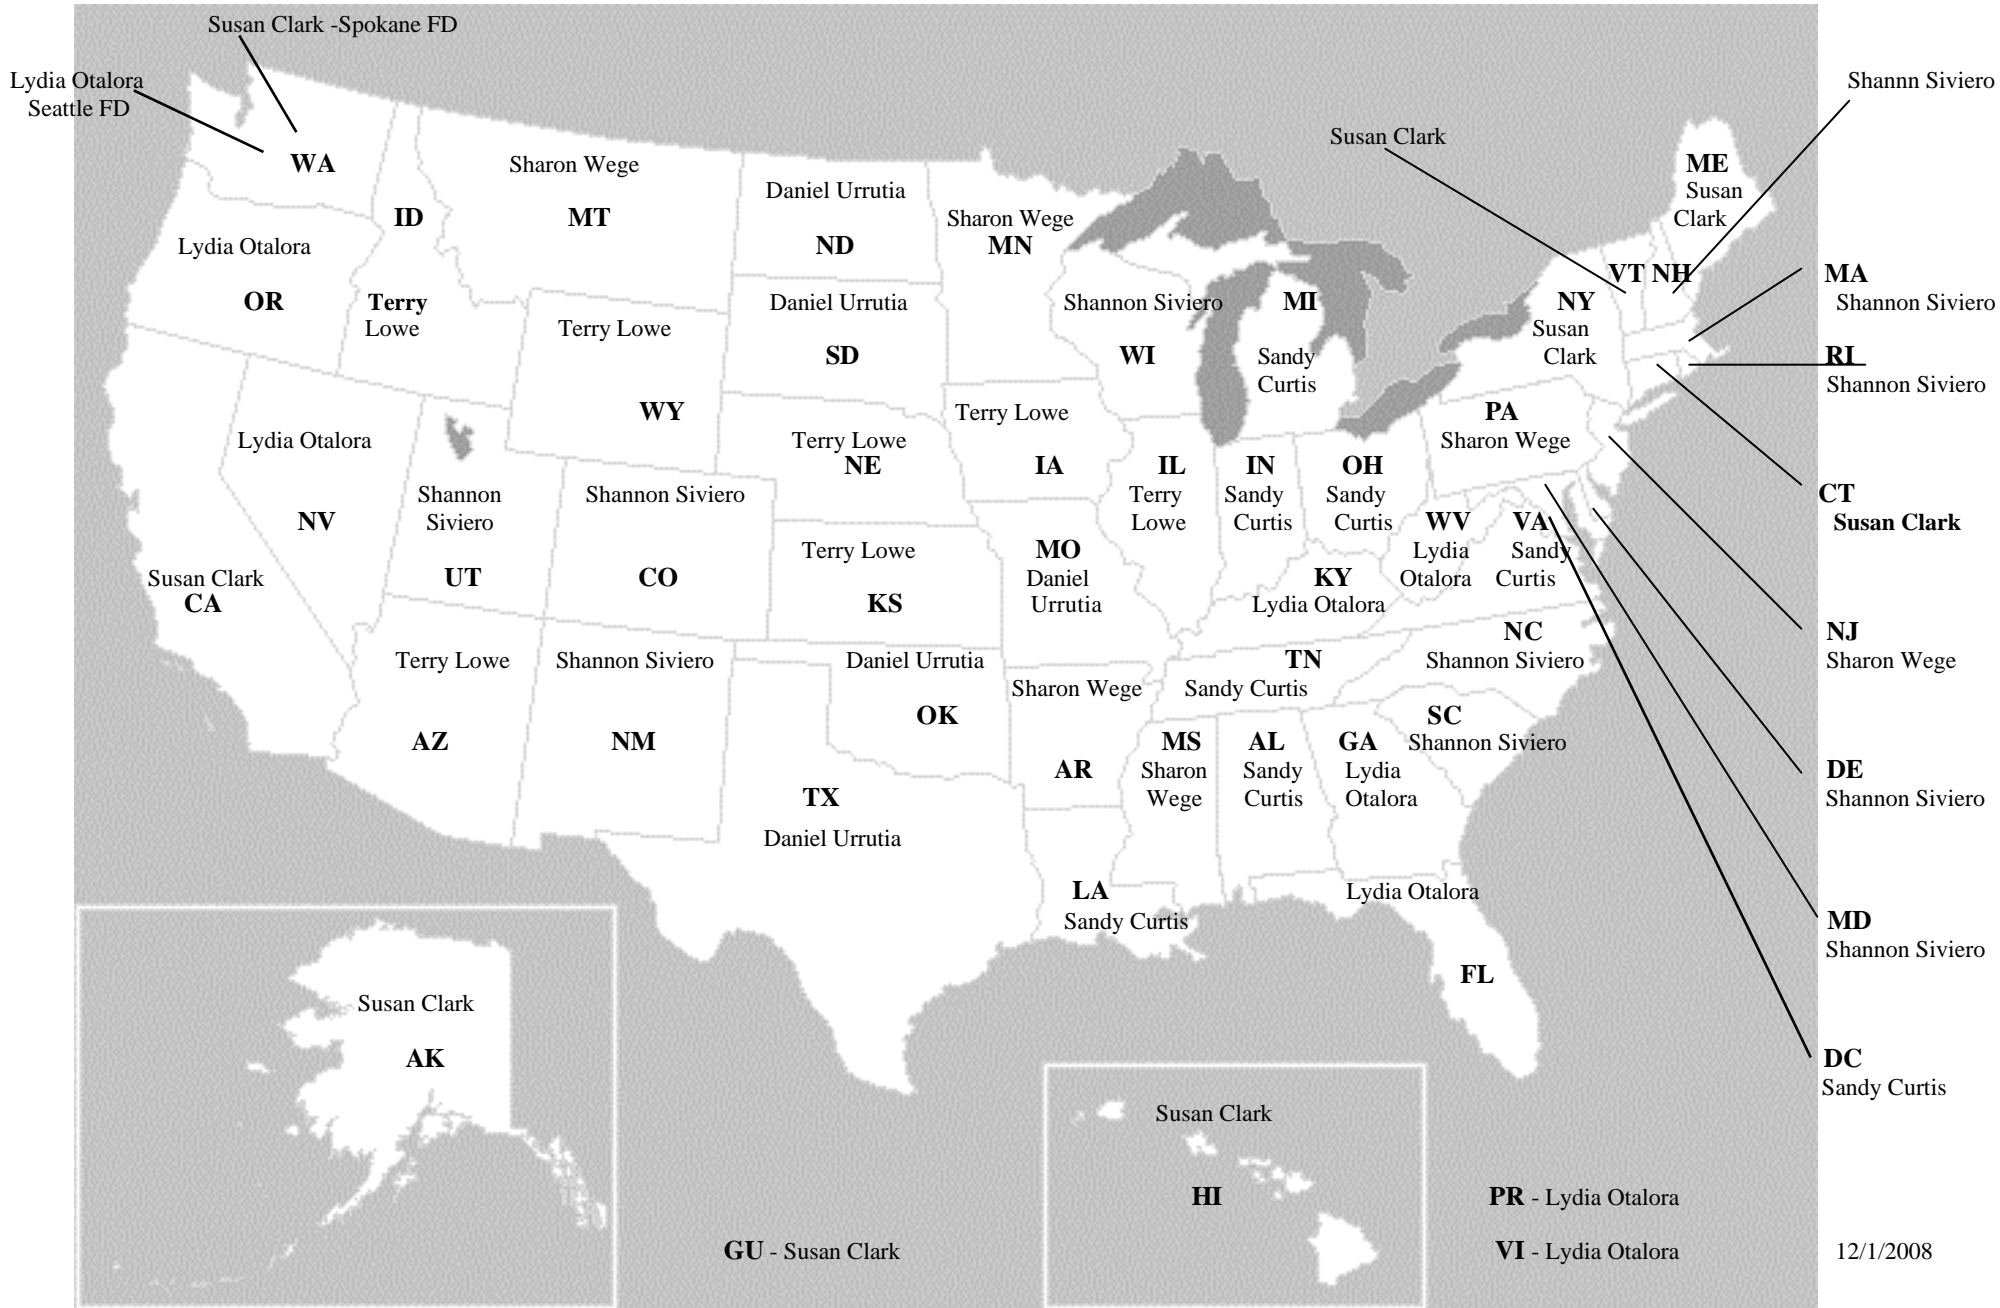 Susan Clark -Spokane FD
Lydia Otalora
Seattle FD
WA
Shannn Siviero
Susan Clark
ME
Susan
Clark
Sharon Wege
MT
ID
Terry
Lowe
Daniel Urrutia
ND
Sharon Wege
MN
Lydia Otalora
OR
VT NH
MA
Shannon Siviero
Daniel Urrutia
SD
Shannon Siviero
WI
MI
Sandy
Curtis
NY
Susan
Clark
RI
Shannon Siviero
Terry Lowe
WY
Terry Lowe
IA
Terry Lowe
NE
PA
Sharon Wege
Lydia Otalora
NV
Shannon
Siviero
UT
Shannon Siviero
CO
IL
Terry
Lowe
IN
Sandy
Curtis
OH
Sandy
Curtis
CT
Susan Clark
WV
Lydia
Otalora
VA
Sandy
Curtis
Susan Clark
CA
Terry Lowe
KS
MO
Daniel
Urrutia
KY
Lydia Otalora
NJ
Sharon Wege
NC
Shannon Siviero
Terry Lowe
AZ
Shannon Siviero
NM
Daniel Urrutia
OK
Sharon Wege
AR
TN
Sandy Curtis
SC
Shannon Siviero
MS
Sharon
Wege
AL
Sandy
Curtis
GA
Lydia
Otalora
DE
Shannon Siviero
TX
Daniel Urrutia
LA
Sandy Curtis
Lydia Otalora
FL
MD
Shannon Siviero
Susan Clark
AK
DC
Sandy Curtis
Susan Clark
HI
PR - Lydia Otalora
GU - Susan Clark
VI - Lydia Otalora
12/1/2008